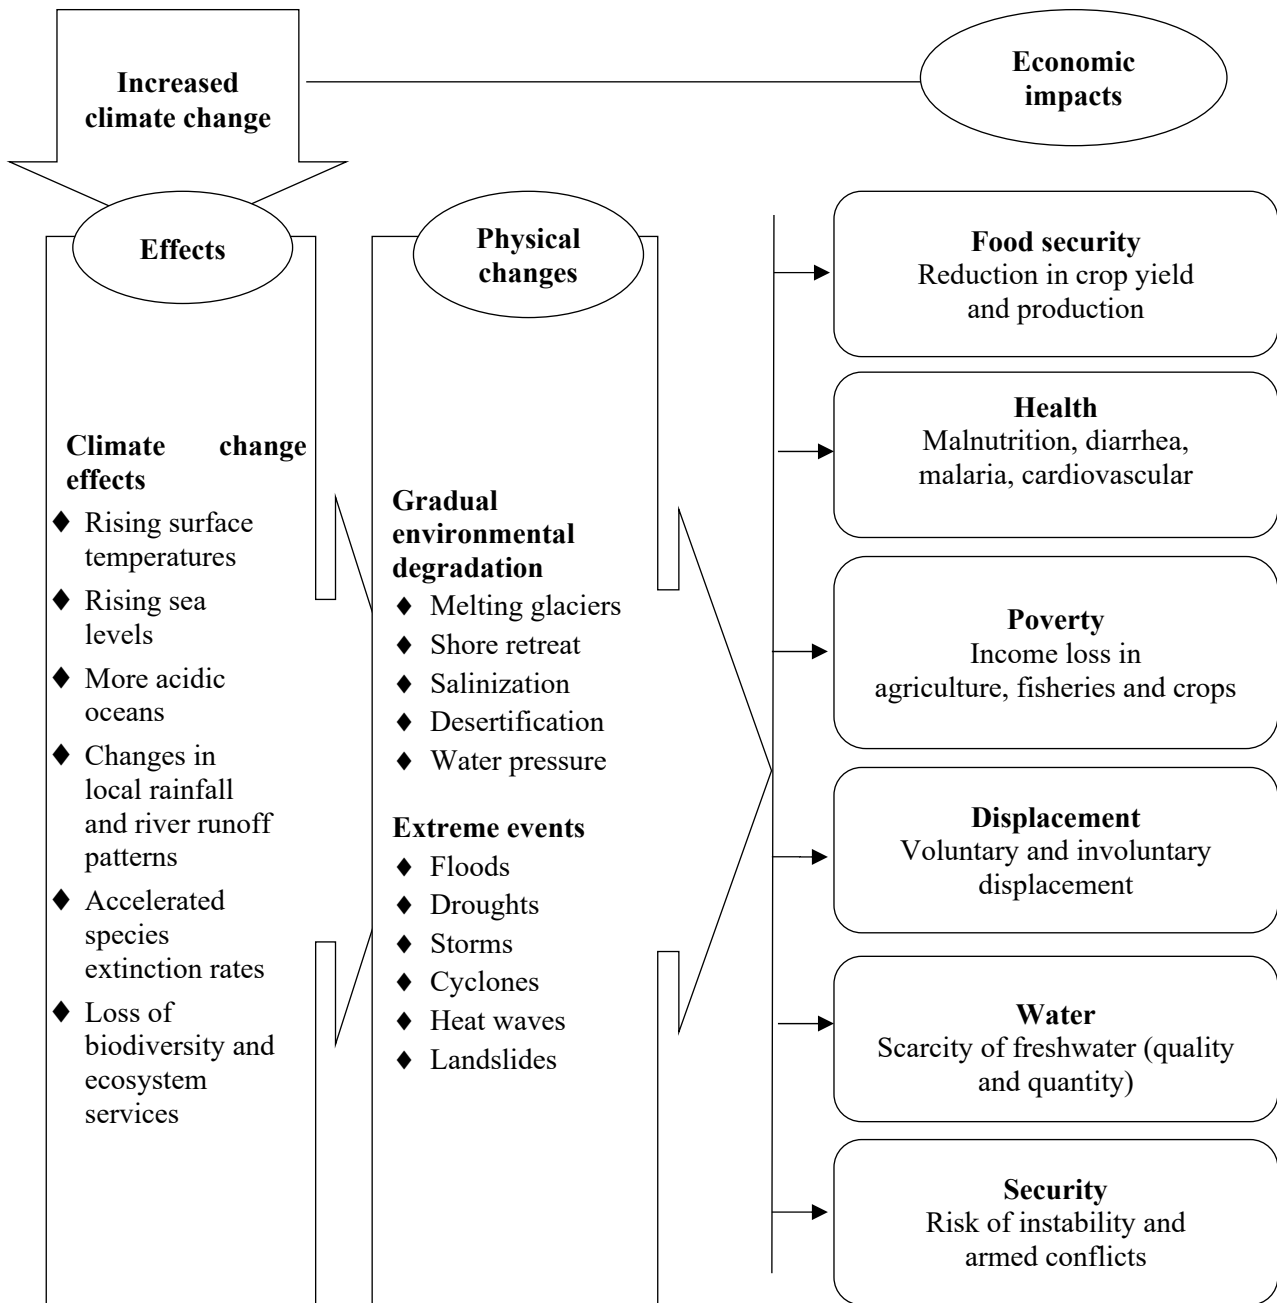 Increased
climate change
Economic
impacts
Effects
Climate change
effects
♦ Rising surface
temperatures
♦ Rising sea
levels
♦ More acidic
oceans
♦ Changes in
local rainfall
and river runoff
patterns
♦ Accelerated
species
extinction rates
♦ Loss of
biodiversity and
ecosystem
services
Physical
changes
Gradual
environmental
degradation
♦ Melting glaciers
♦ Shore retreat
♦ Salinization
♦ Desertification
♦ Water pressure
Extreme events
♦ Floods
♦ Droughts
♦ Storms
♦ Cyclones
♦ Heat waves
♦ Landslides
Food security
Reduction in crop yield
and production
Health
Malnutrition, diarrhea,
malaria, cardiovascular
Poverty
Income loss in
agriculture, fisheries and crops
Displacement
Voluntary and involuntary
displacement
Water
Scarcity of freshwater (quality
and quantity)
Security
Risk of instability and
armed conflicts